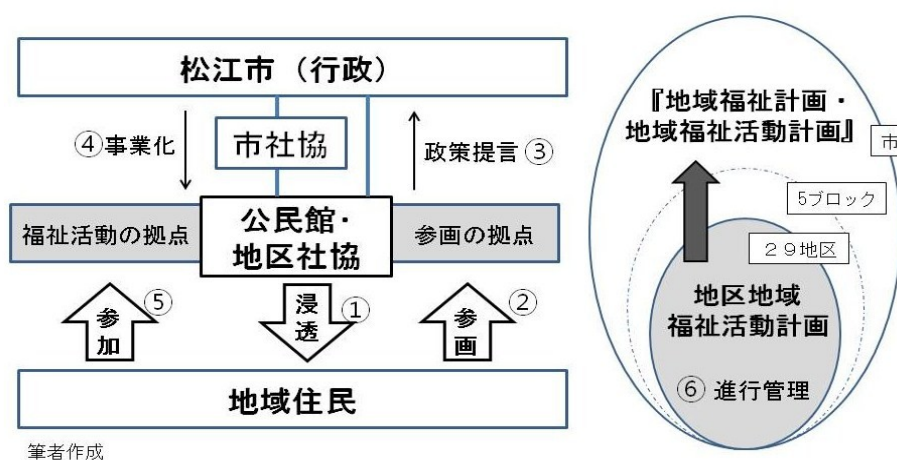 松江市（行政）
④事業化
市社協
政策提言③
福祉活動の拠点
公民館・
地区社協
参画の拠点
参加
⑤
浸透
①
参画
②
地域住民
筆者作成
『地域福祉計画・
地域福祉活動計画』
市
5ブロック
２９地区
地区地域
福祉活動計画
⑥進行管理